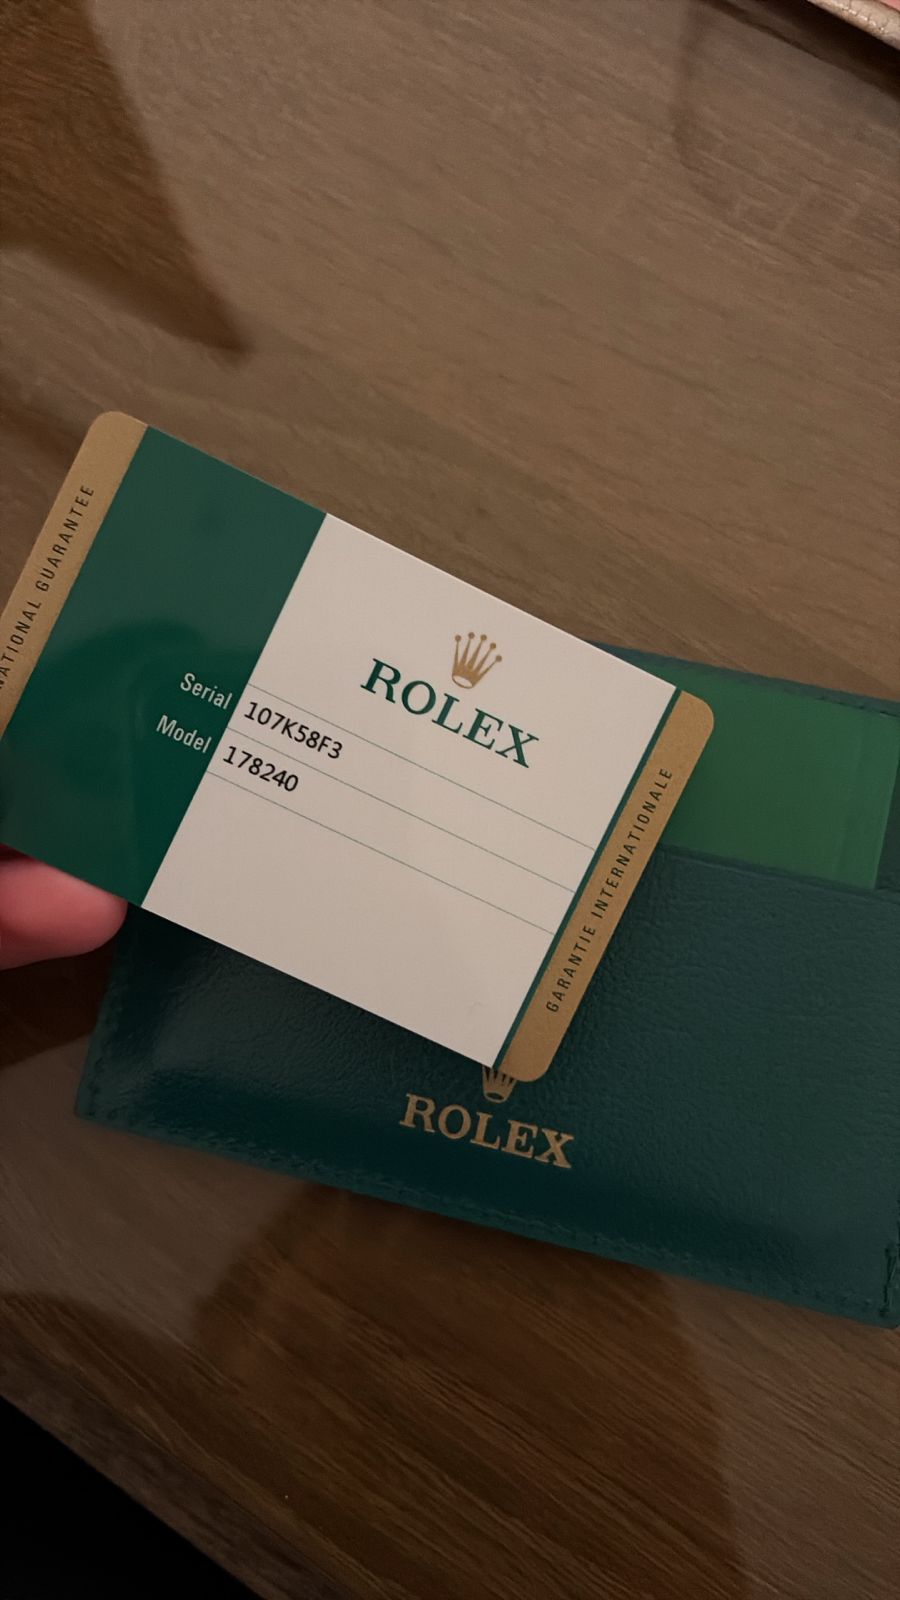 NATIONAL GUARANTEE
ROLEX
Serial 107K58F3
Model 178240
GARANTIE INTERNATIONALE
ROLEX